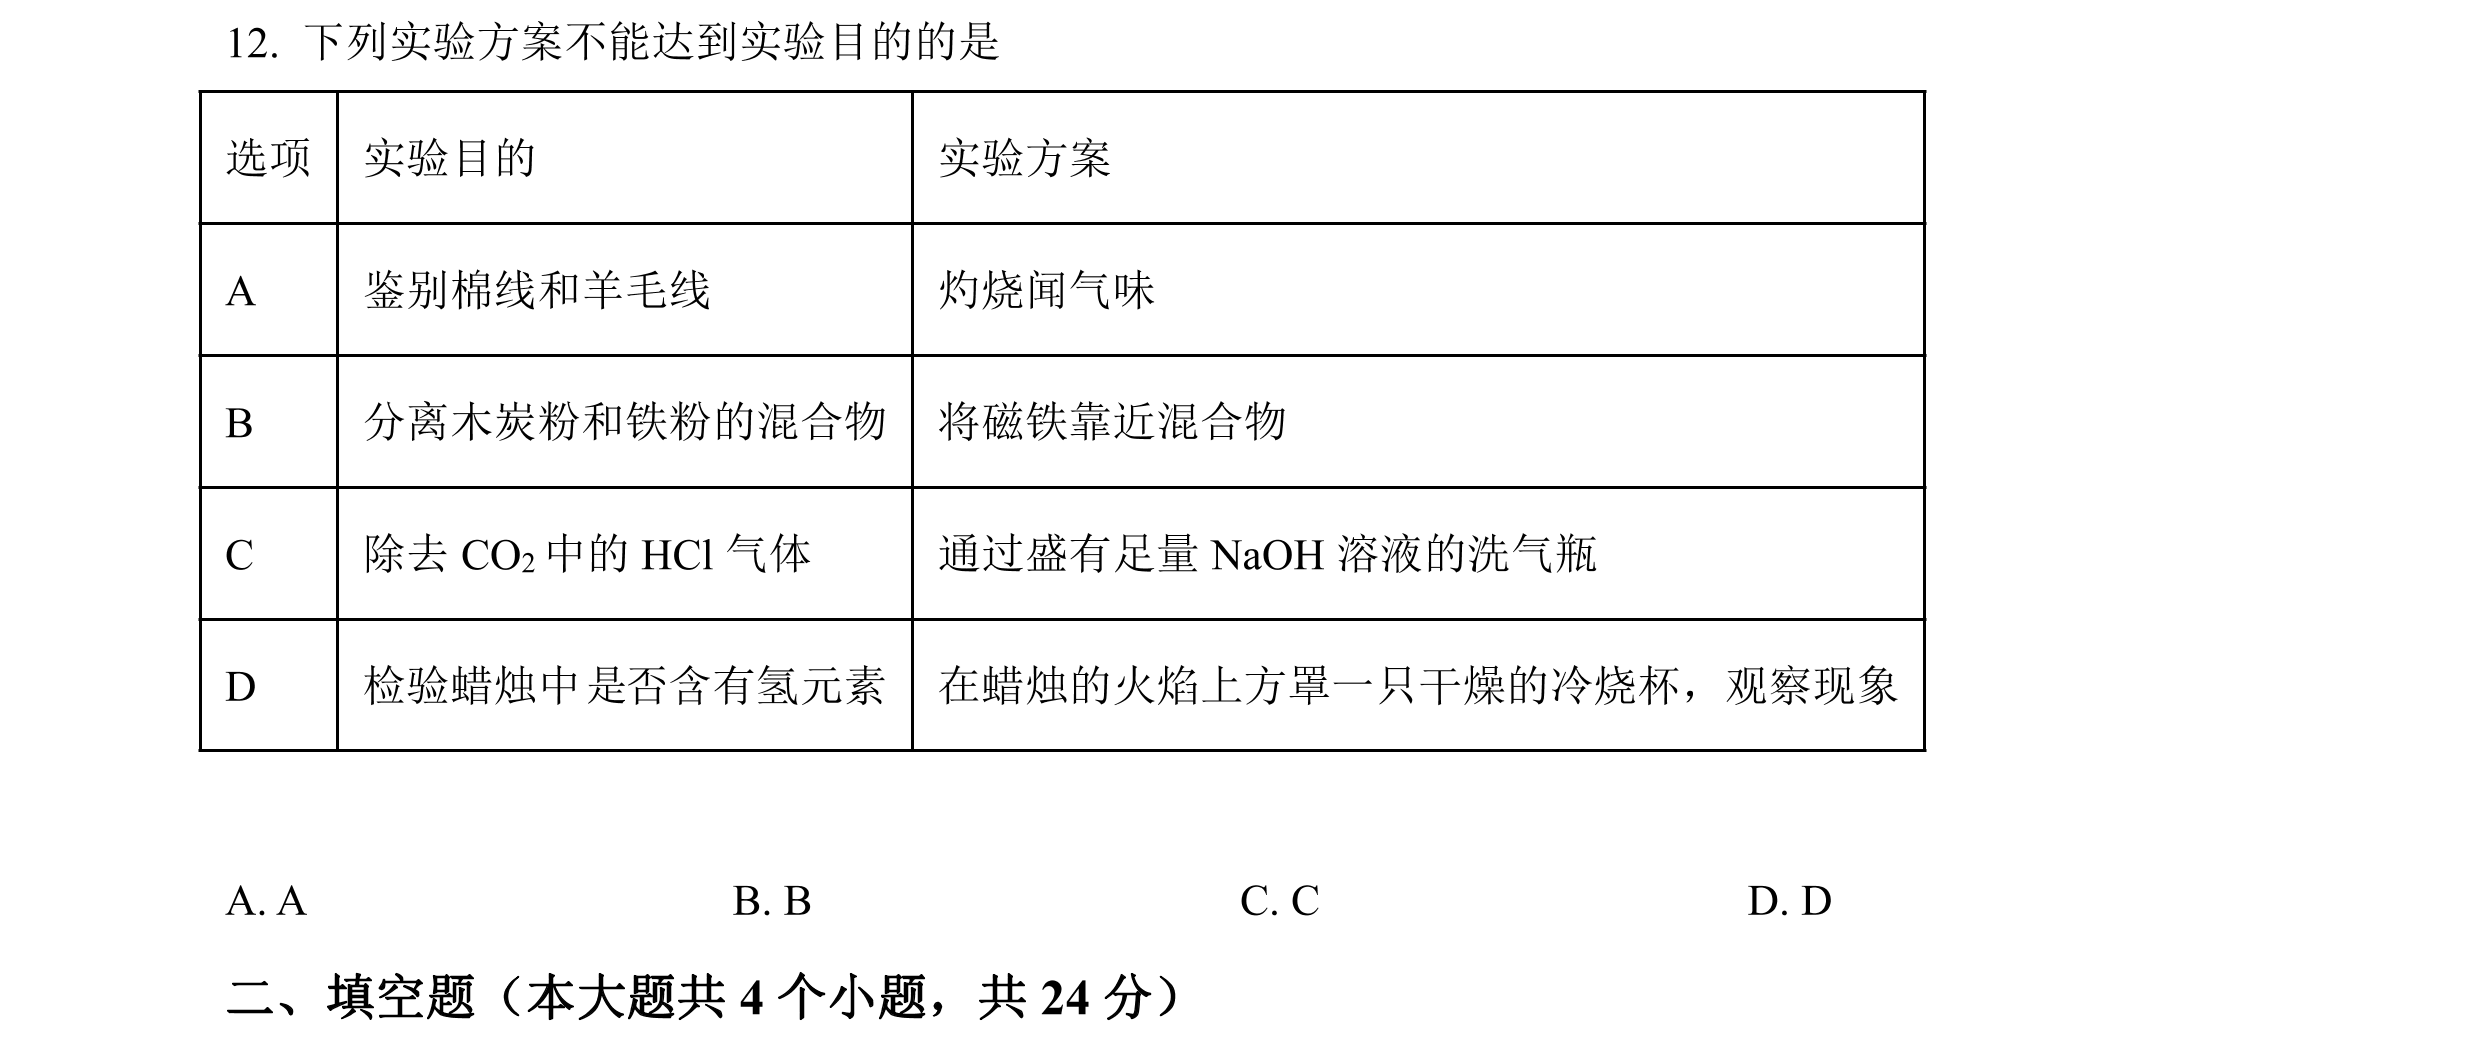 12. 下列实验方案不能达到实验目的的是
选项 实验目的 实验方案
A 鉴别棉线和羊毛线 灼烧闻气味
B 分离木炭粉和铁粉的混合物 将磁铁靠近混合物
C 除去 CO₂ 中的 HCl 气体 通过盛有足量 NaOH 溶液的洗气瓶
D 检验蜡烛中是否含有氢元素 在蜡烛的火焰上方罩一只干燥的冷烧杯，观察现象
A. A B. B C. C D. D
二、填空题（本大题共 4 个小题，共 24 分）